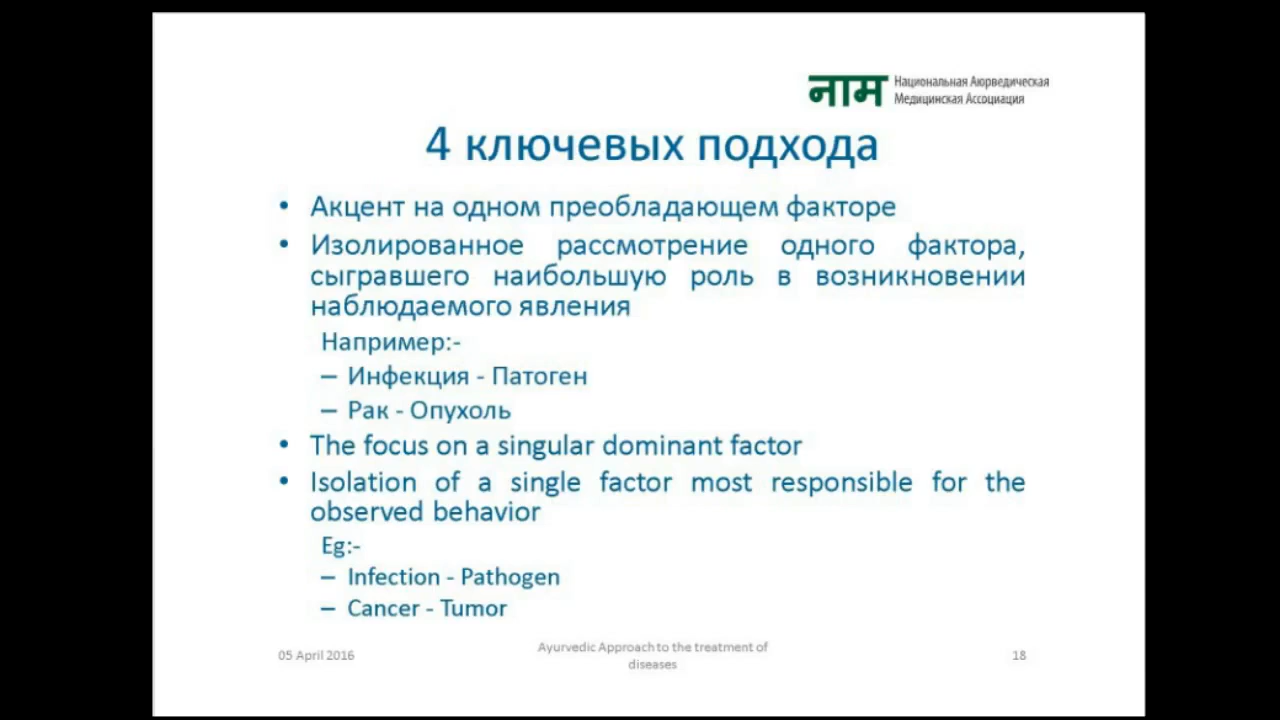 नाम Национальная Аюрведическая
Медицинская Ассоциация
4 ключевых подхода
• Акцент на одном преобладающем факторе
• Изолированное рассмотрение одного фактора,
сыгравшего наибольшую роль в возникновении
наблюдаемого явления
Например:-
– Инфекция - Патоген
– Рак - Опухоль
• The focus on a singular dominant factor
• Isolation of a single factor most responsible for the
observed behavior
Eg:-
– Infection - Pathogen
– Cancer - Tumor
05 April 2016
Ayurvedic Approach to the treatment of
diseases
18